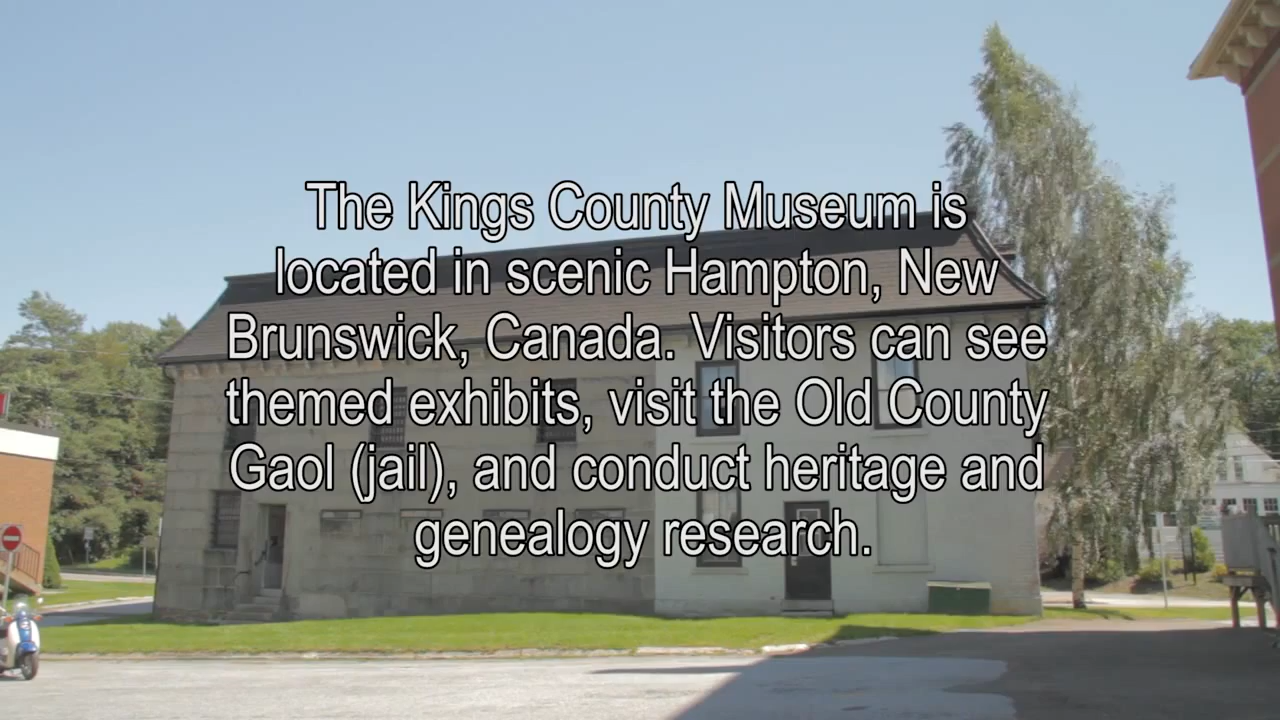 The Kings County Museum is
located in scenic Hampton, New
Brunswick, Canada. Visitors can see
themed exhibits, visit the Old County
Gaol (jail), and conduct heritage and
genealogy research.